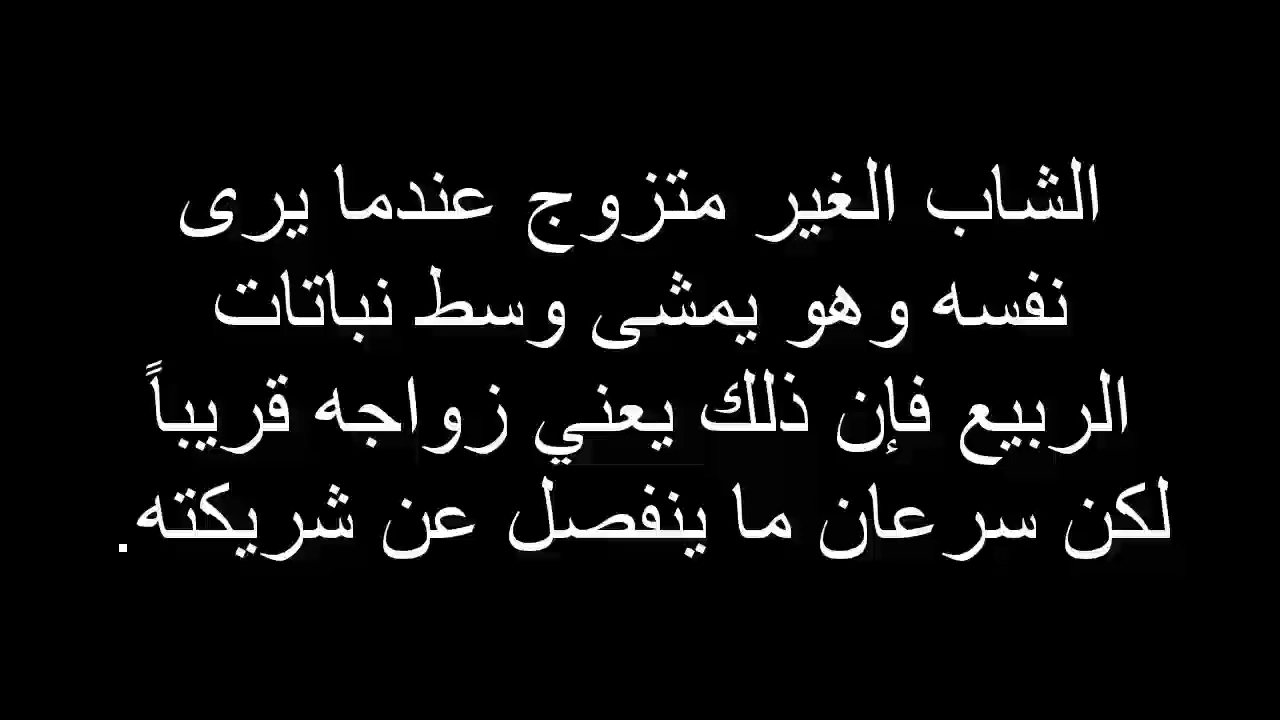 الشاب الغير متزوج عندما يرى
نفسه وهو يمشى وسط نباتات
الربيع فإن ذلك يعني زواجه قريباً
لكن سرعان ما ينفصل عن شريكته.